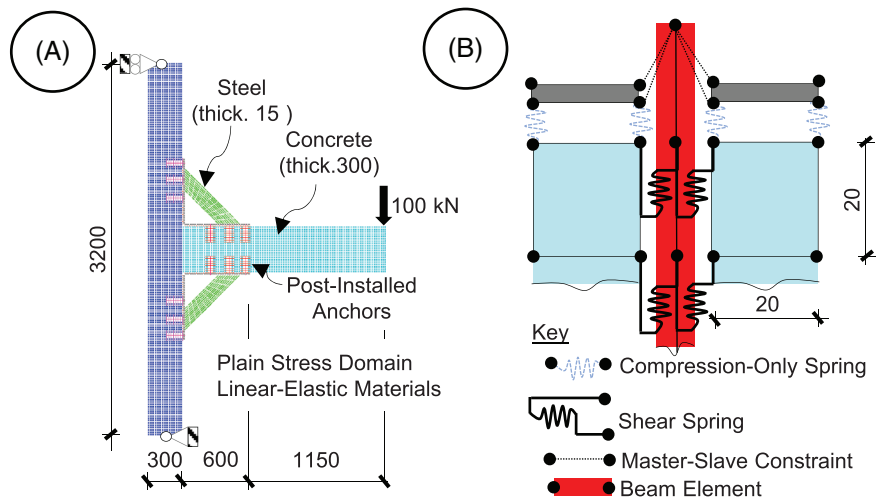 (A)
Steel
(thick. 15 )
Concrete
(thick.300)
100 kN
3200
Post-Installed
Anchors
Plain Stress Domain
Linear-Elastic Materials
300
600
1150
(B)
20
20
Key
Compression-Only Spring
Shear Spring
Master-Slave Constraint
Beam Element